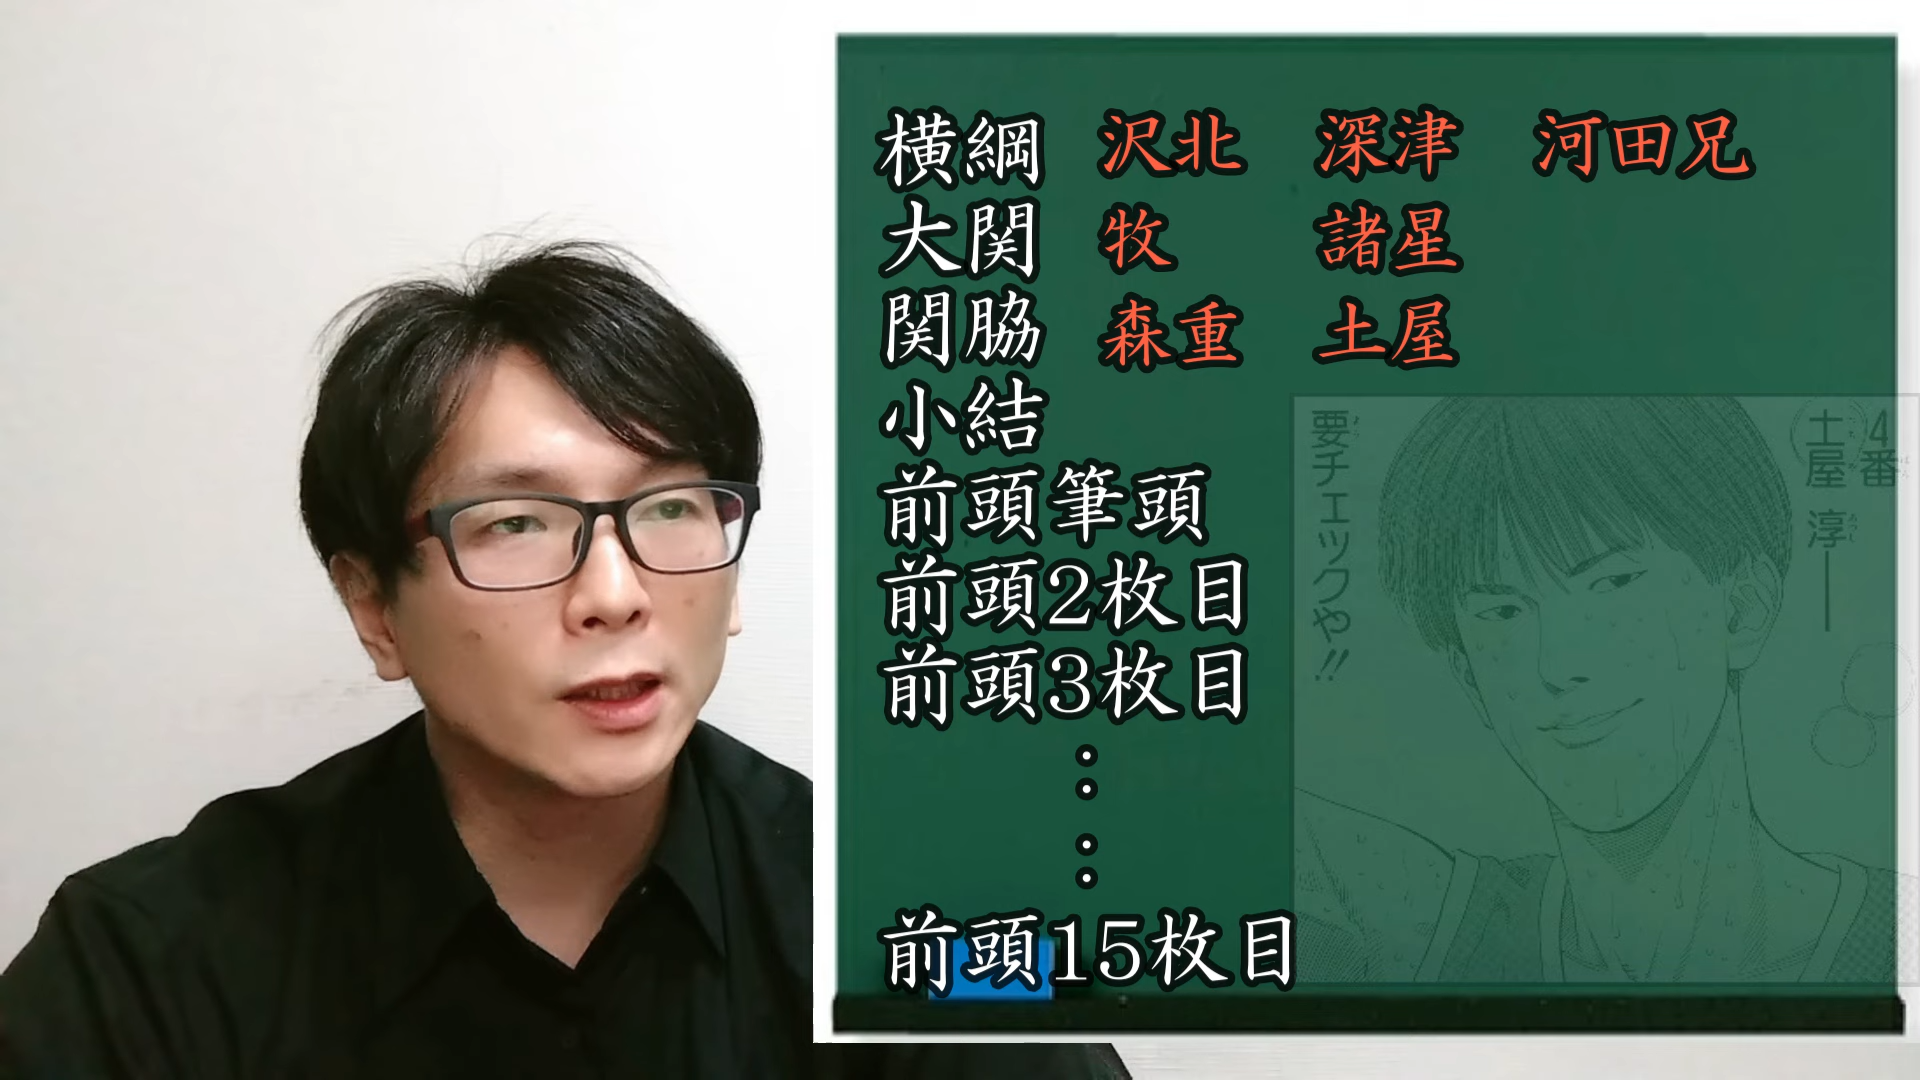 横綱 沢北 深津 河田兄
大関 牧 諸星
関脇 森重 土屋
小結
前頭筆頭
前頭2枚目
前頭3枚目
：
：
前頭15枚目
4番
土屋 淳――
要チェックや!!